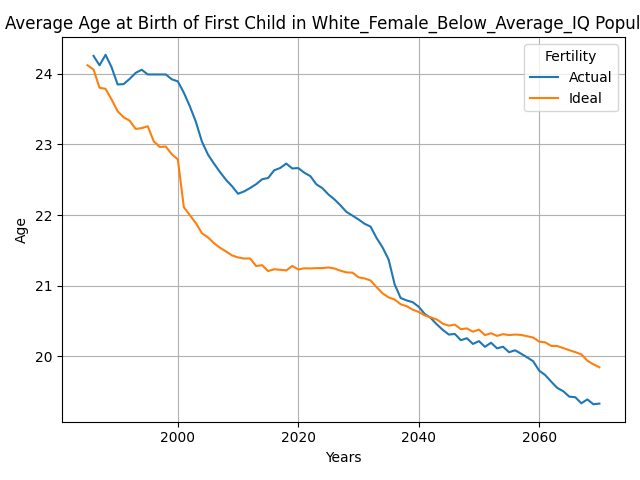 Average Age at Birth of First Child in White_Female_Below_Average_IQ Popul
Fertility
Actual
Ideal
24
23
22
21
20
Age
2000
2020
2040
2060
Years